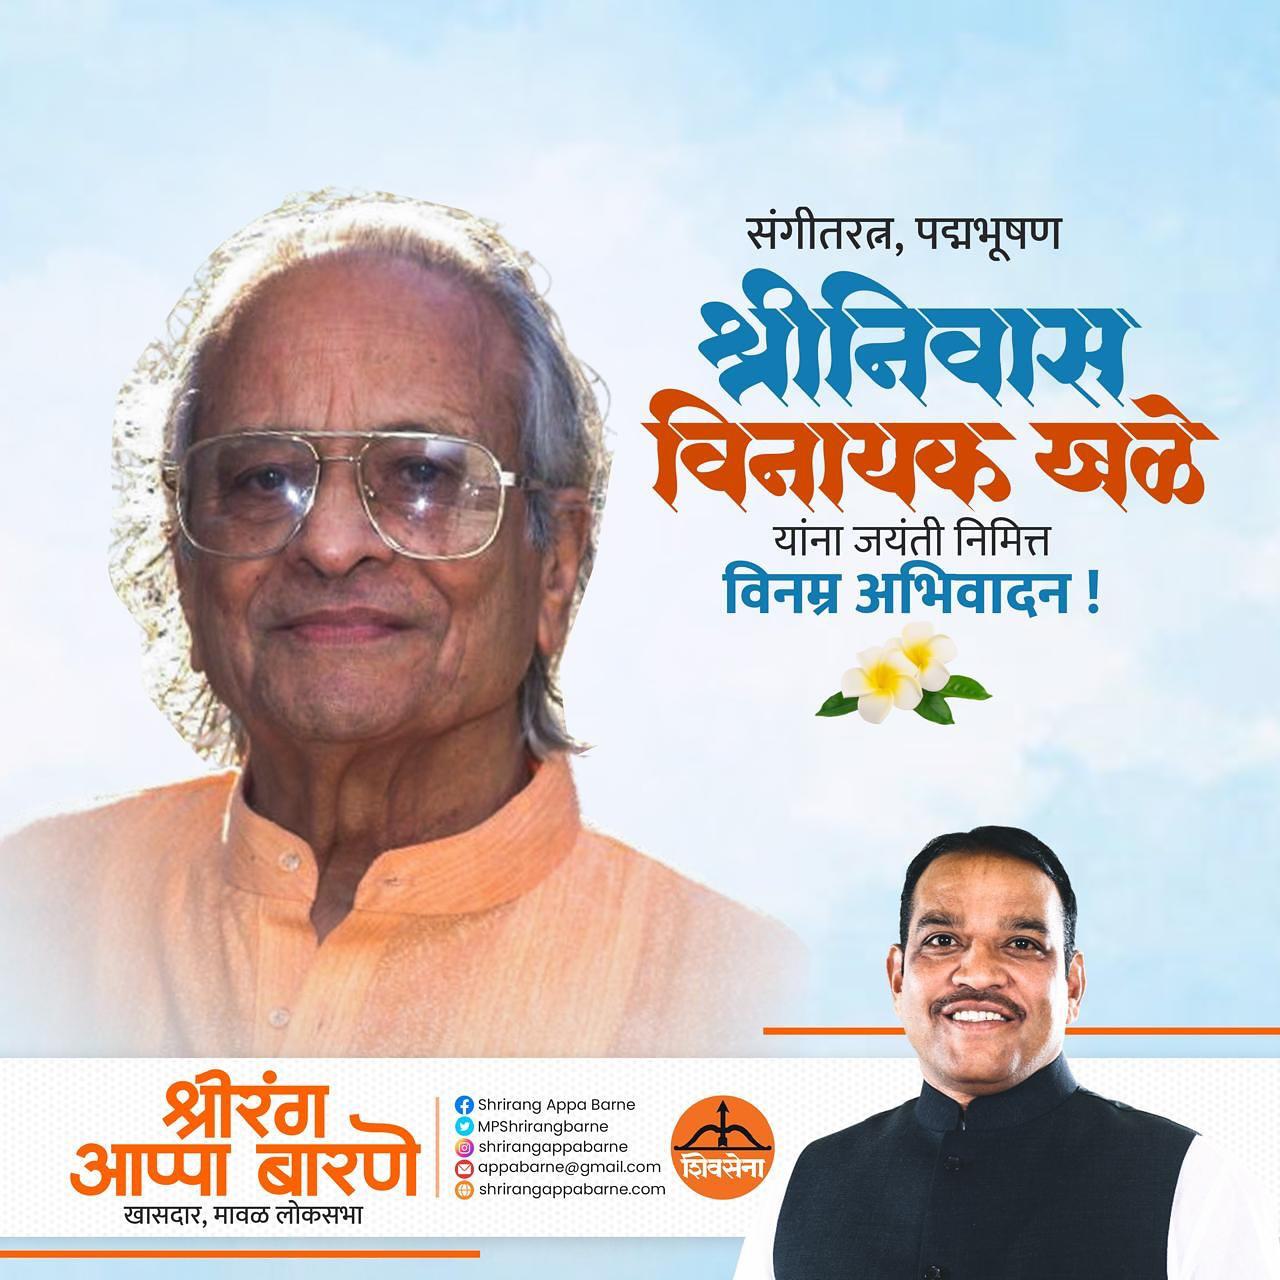 संगीतरत्न, पद्मभूषण
श्रीनिवास
विनायक खळे
यांना जयंती निमित्त
विनम्र अभिवादन !
श्रीरंग
आप्पा बारणे
खासदार, मावळ लोकसभा
Shrirang Appa Barne
MPShrirangbarne
shrirangappabarne
appabarne@gmail.com
shrirangappabarne.com
शिवसेना